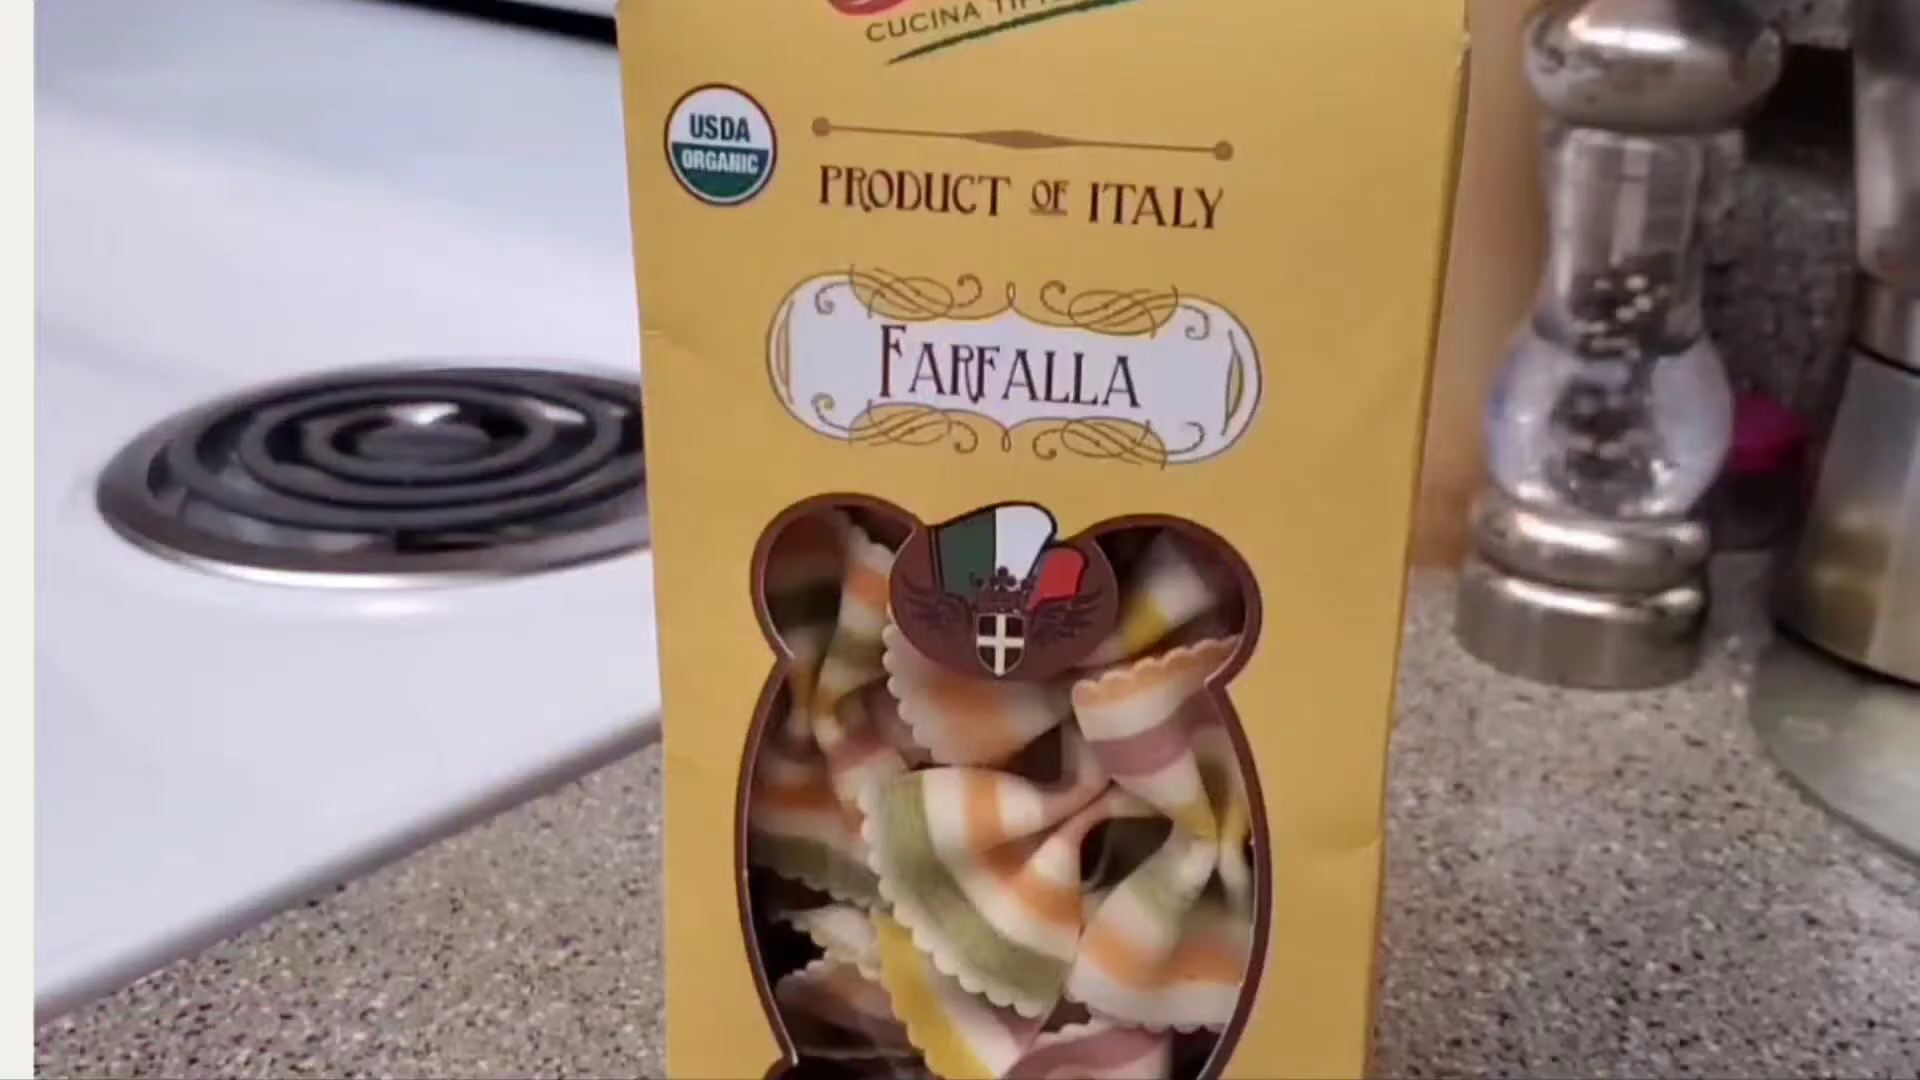 CUCINA
USDA
ORGANIC
PRODUCT OF ITALY
FARFALLA